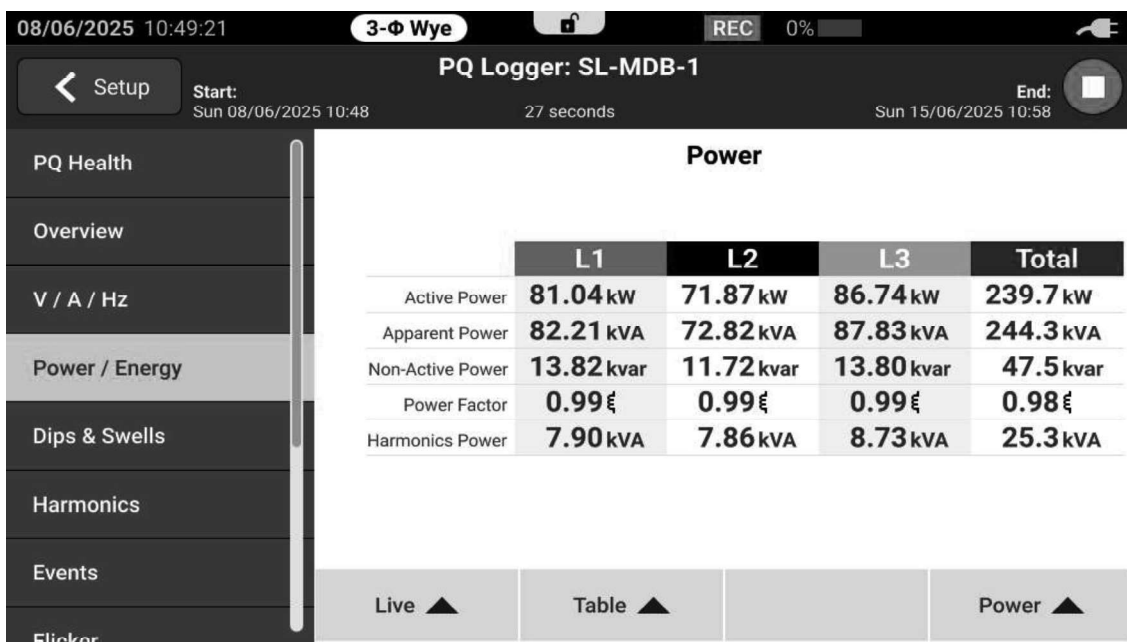 08/06/2025 10:49:21 3-Φ Wye REC 0%
PQ Logger: SL-MDB-1
Setup
Start:
Sun 08/06/2025 10:48
27 seconds
End:
Sun 15/06/2025 10:58
PQ Health
Overview
V / A / Hz
Power / Energy
Dips & Swells
Harmonics
Events
Flicker
Power
L1 L2 L3 Total
Active Power 81.04 kW 71.87 kW 86.74 kW 239.7 kW
Apparent Power 82.21 kVA 72.82 kVA 87.83 kVA 244.3 kVA
Non-Active Power 13.82 kvar 11.72 kvar 13.80 kvar 47.5 kvar
Power Factor 0.99 0.99 0.99 0.98
Harmonics Power 7.90 kVA 7.86 kVA 8.73 kVA 25.3 kVA
Live Table Power